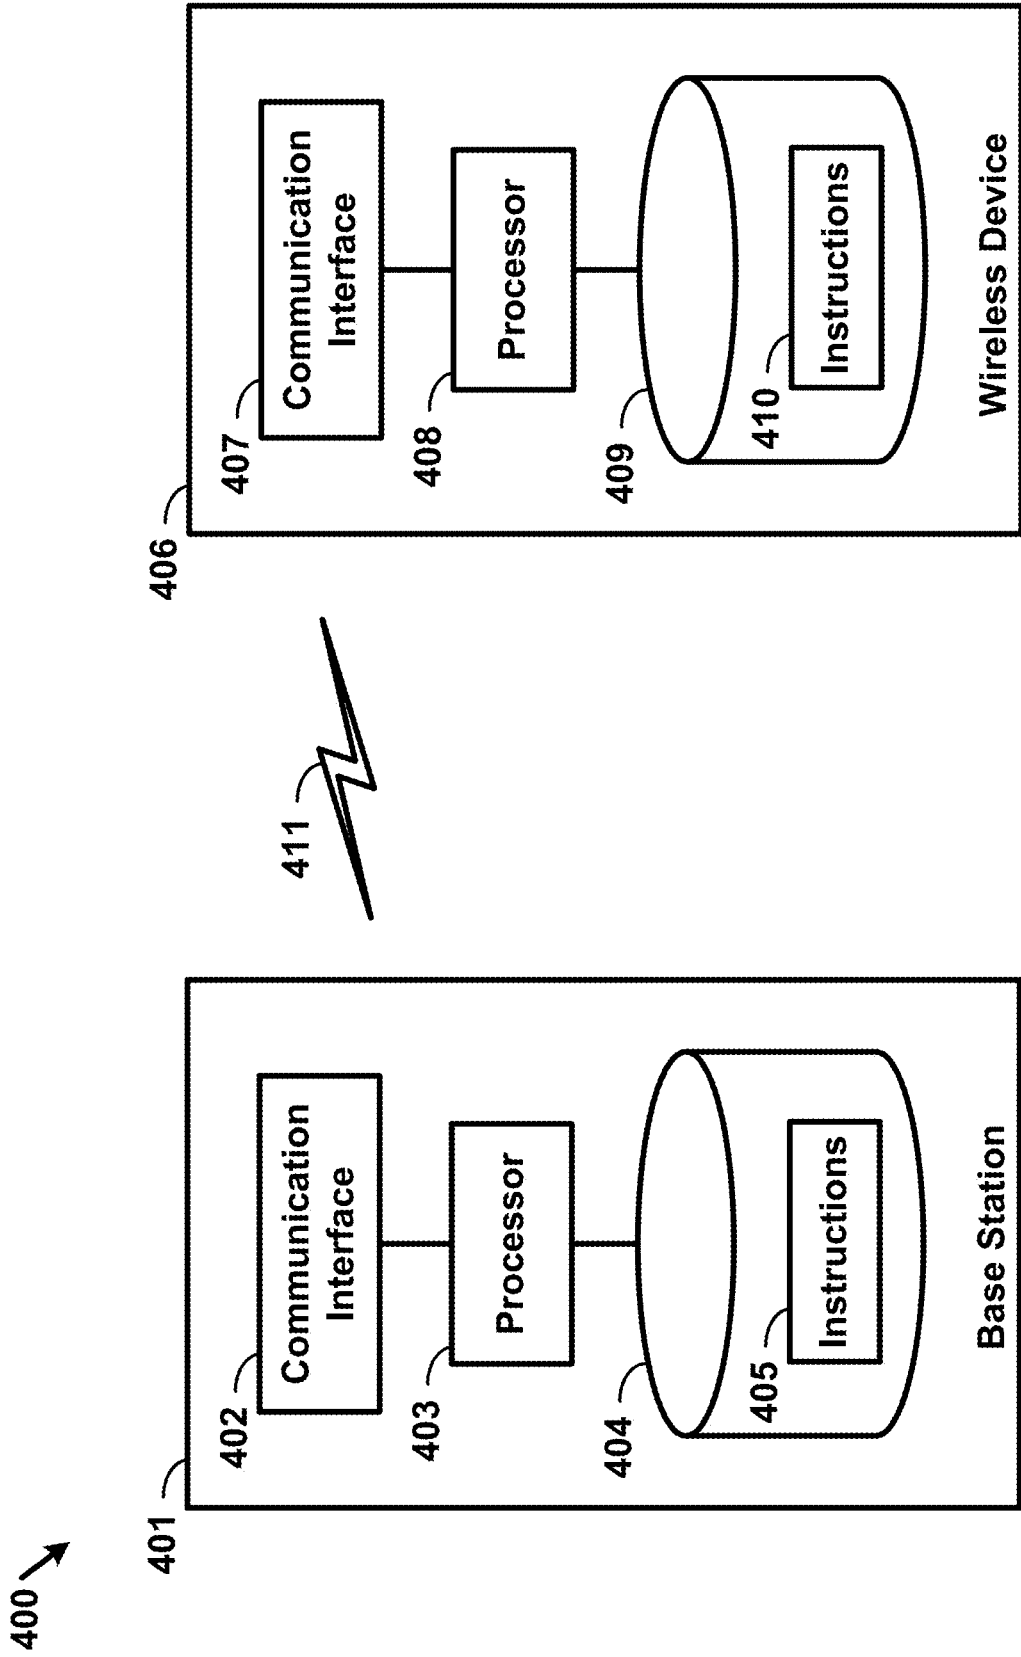 400
401
402
Communication
Interface
403
Processor
404
405
Instructions
Base Station
411
406
407
Communication
Interface
408
Processor
409
410
Instructions
Wireless Device